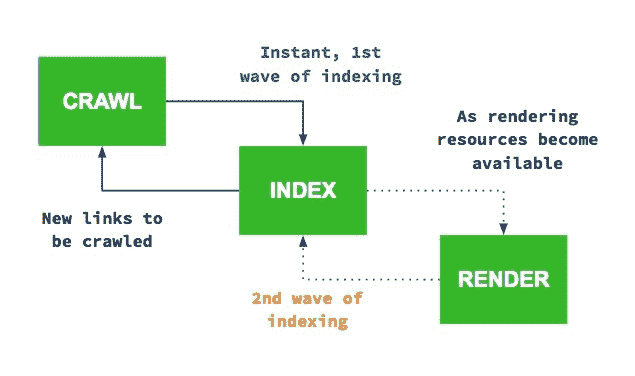 Instant, 1st
wave of indexing
CRAWL
As rendering
resources become
available
INDEX
New links to
be crawled
RENDER
2nd wave of
indexing